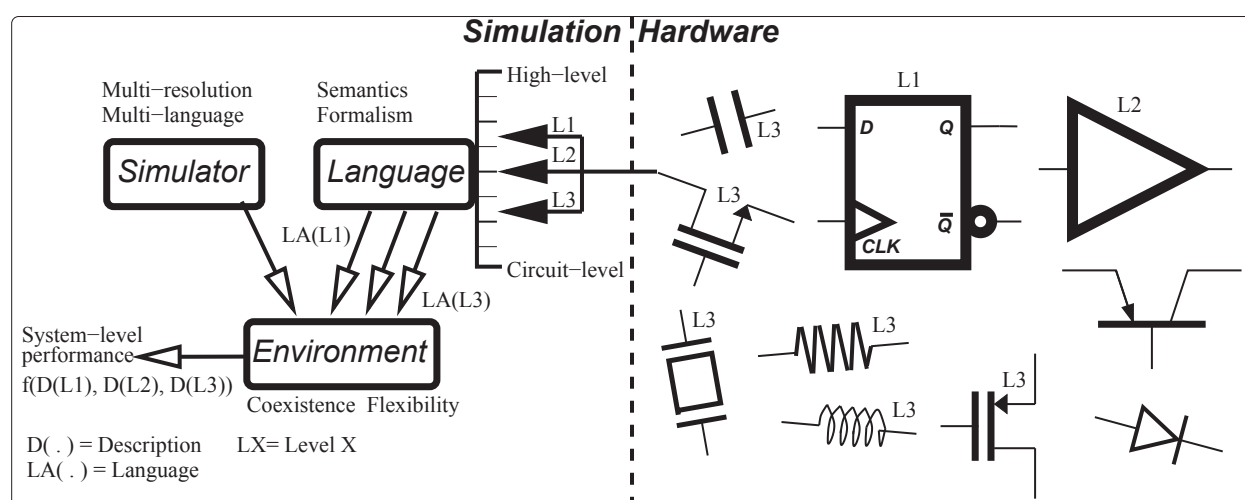 Simulation Hardware
Multi−resolution
Multi−language
Simulator
Semantics
Formalism
Language
High−level
L1
L2
L3
Circuit−level
LA(L1)
LA(L3)
System−level
performance
f(D(L1), D(L2), D(L3))
Environment
Coexistence Flexibility
D( . ) = Description LX= Level X
LA( . ) = Language
L3
L1
D Q
Q̅
CLK
L2
L3
L3
L3
L3
L3